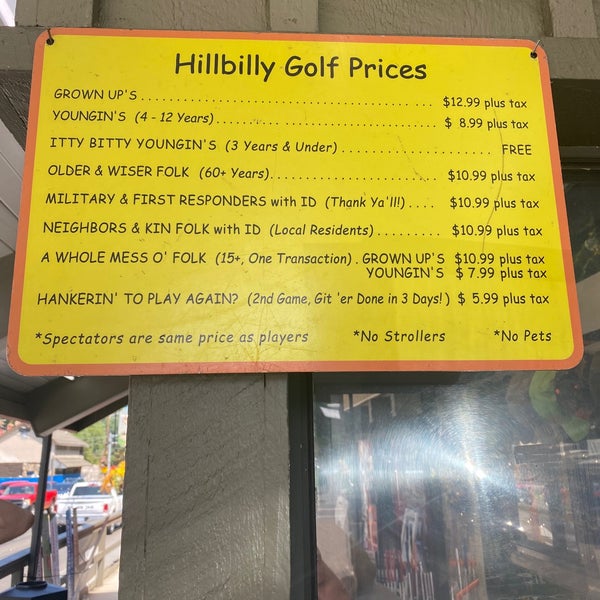 Hillbilly Golf Prices
GROWN UP'S . . . . . . . . . . . . . . . . . . . . . . . . . . . . . . . . . . . . . . . . $12.99 plus tax
YOUNGIN'S (4 - 12 Years) . . . . . . . . . . . . . . . . . . . . . . . . . . . . . . $ 8.99 plus tax
ITTY BITTY YOUNGIN'S (3 Years & Under) . . . . . . . . . . . . . . . . . . . . . FREE
OLDER & WISER FOLK (60+ Years). . . . . . . . . . . . . . . . . . . . . . . $10.99 plus tax
MILITARY & FIRST RESPONDERS with ID (Thank Ya'll!) . . . . $10.99 plus tax
NEIGHBORS & KIN FOLK with ID (Local Residents) . . . . . . . . . $10.99 plus tax
A WHOLE MESS O' FOLK (15+, One Transaction) . GROWN UP'S $10.99 plus tax
YOUNGIN'S $ 7.99 plus tax
HANKERIN' TO PLAY AGAIN? (2nd Game, Git 'er Done in 3 Days! ) $ 5.99 plus tax
*Spectators are same price as players *No Strollers *No Pets